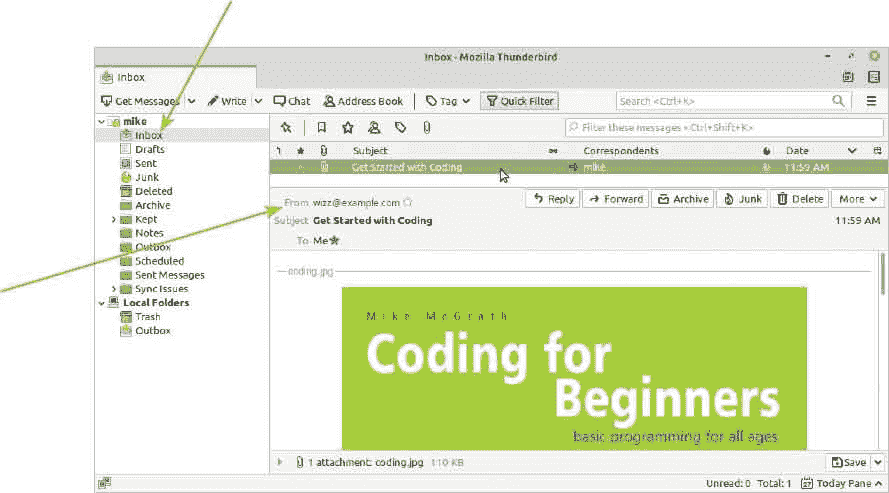 Inbox - Mozilla Thunderbird
Inbox
Get Messages Write Chat Address Book Tag Quick Filter Search <Ctrl+K>
mike
Inbox
Drafts
Sent
Junk
Deleted
Archive
Kept
Notes
Outbox
Scheduled
Sent Messages
Sync Issues
Local Folders
Trash
Outbox
Filter these messages <Ctrl+Shift+K>
Subject Correspondents Date
Get Started with Coding mike 11:59 AM
From wizz@example.com Reply Forward Archive Junk Delete More
Subject Get Started with Coding 11:59 AM
To Me
coding.jpg
Mike McGrath
Coding for
Beginners
basic programming for all ages
1 attachment: coding.jpg 110 KB Save
Unread: 0 Total: 1 Today Pane